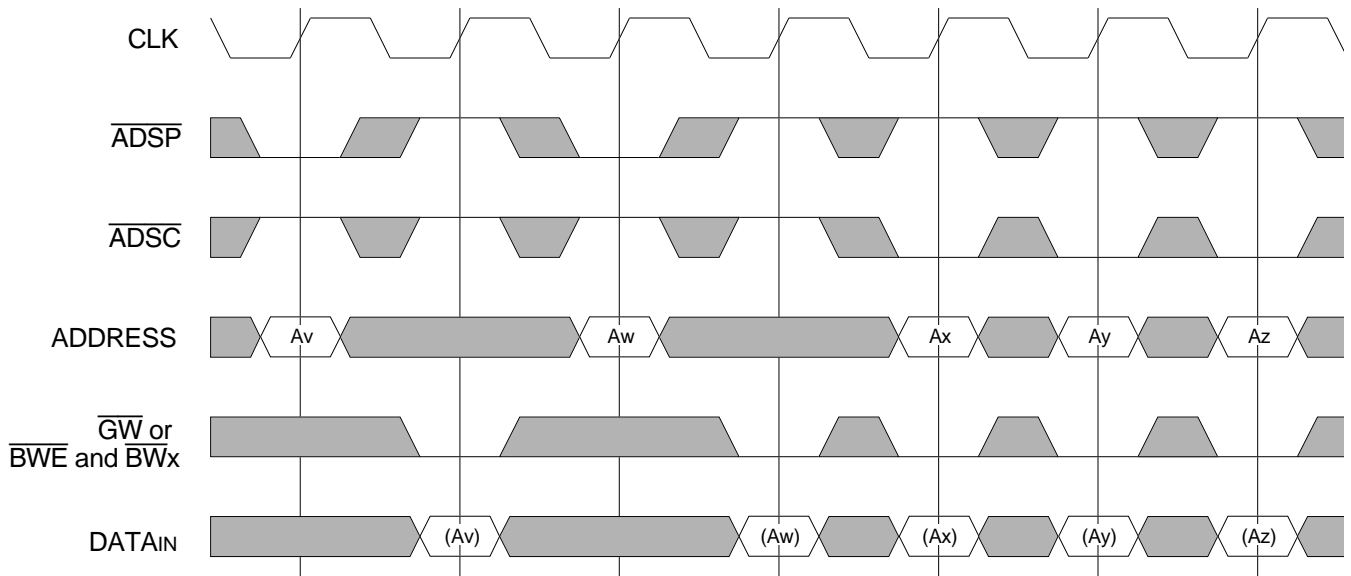 CLK
ADSP
ADSC
ADDRESS Av Aw Ax Ay Az
GW or
BWE and BWx
DATAIN (Av) (Aw) (Ax) (Ay) (Az)